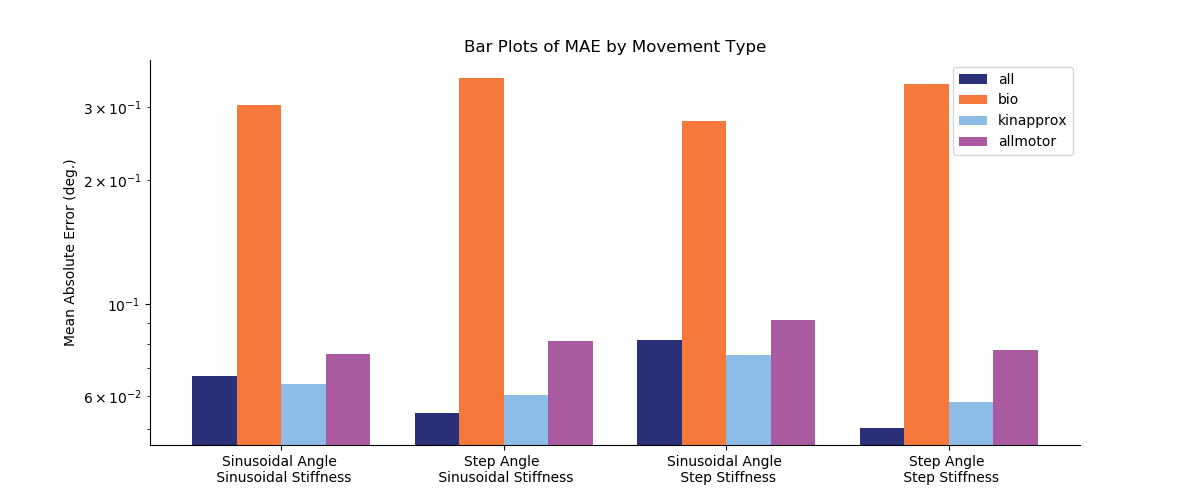 Bar Plots of MAE by Movement Type
Mean Absolute Error (deg.)
3 × 10⁻¹
2 × 10⁻¹
10⁻¹
6 × 10⁻²
all
bio
kinapprox
allmotor
Sinusoidal Angle
Sinusoidal Stiffness
Step Angle
Sinusoidal Stiffness
Sinusoidal Angle
Step Stiffness
Step Angle
Step Stiffness